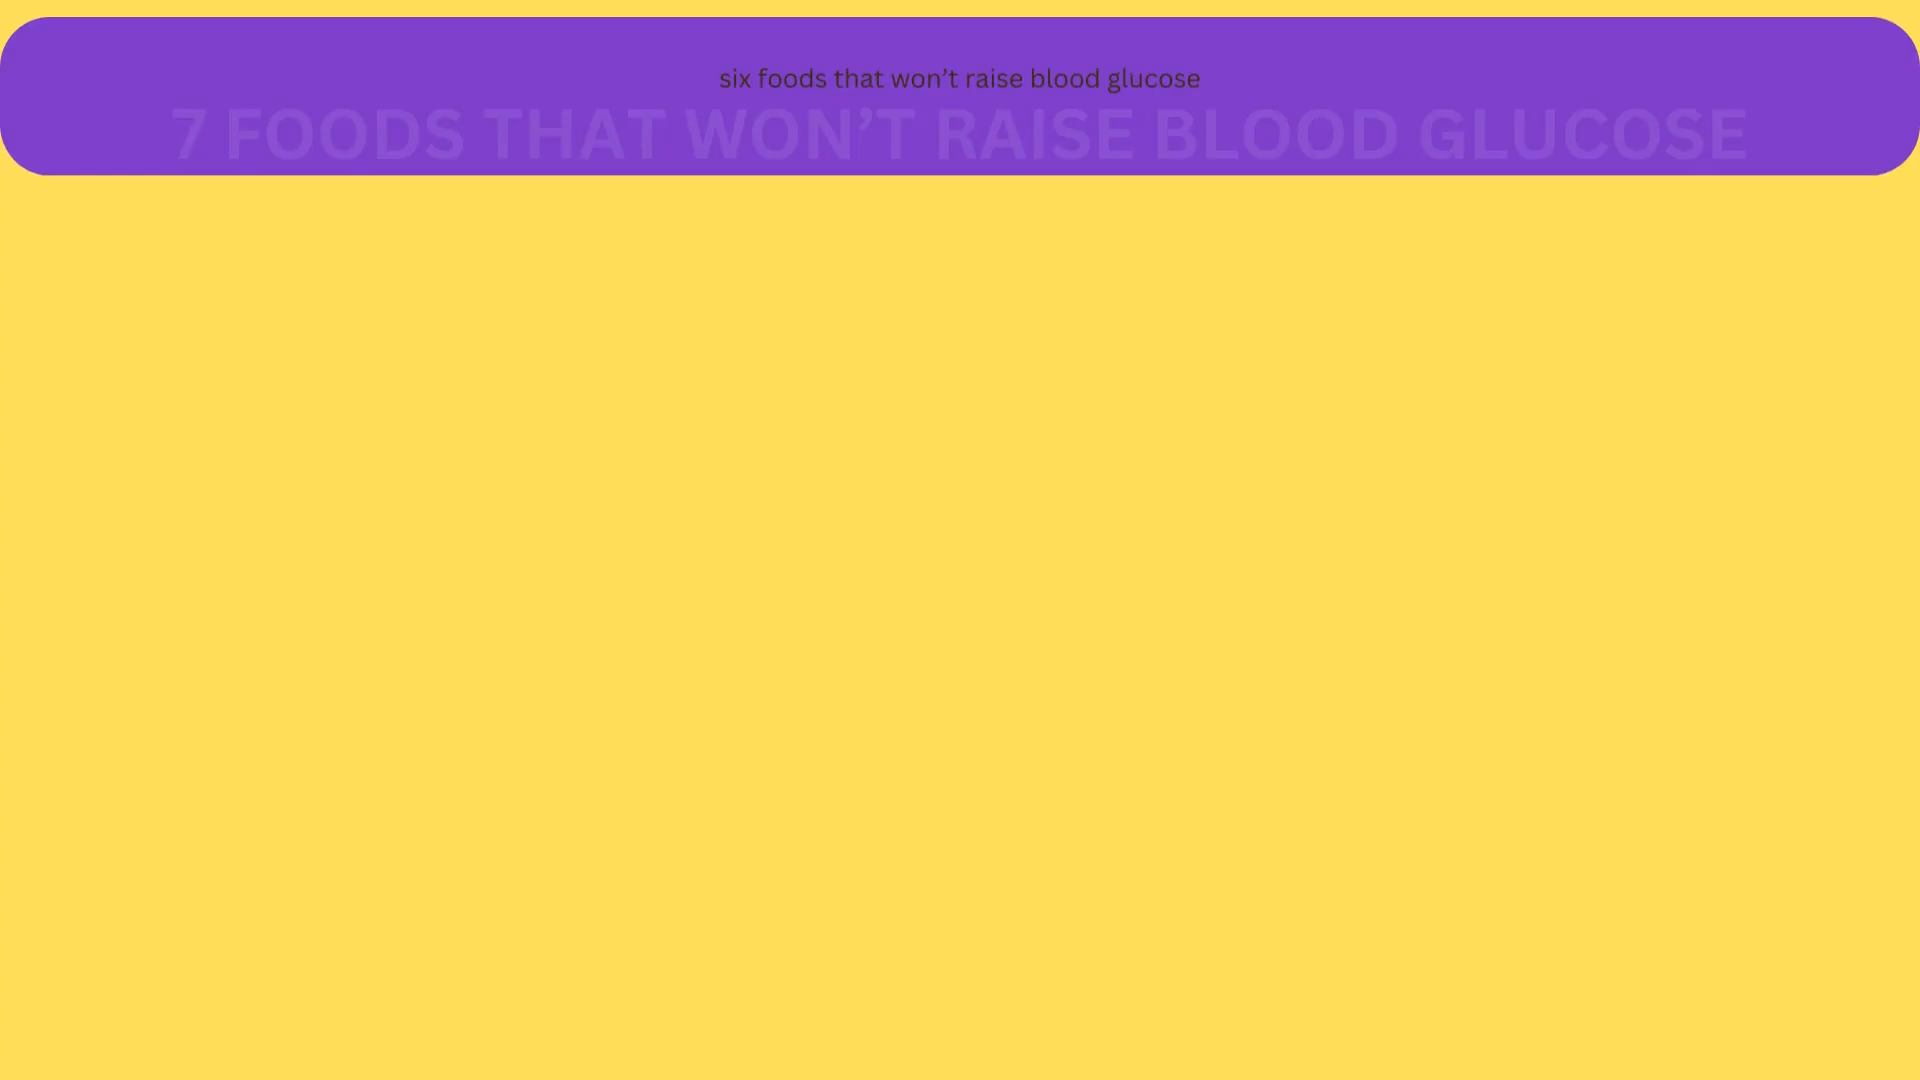 six foods that won’t raise blood glucose
7 FOODS THAT WON’T RAISE BLOOD GLUCOSE